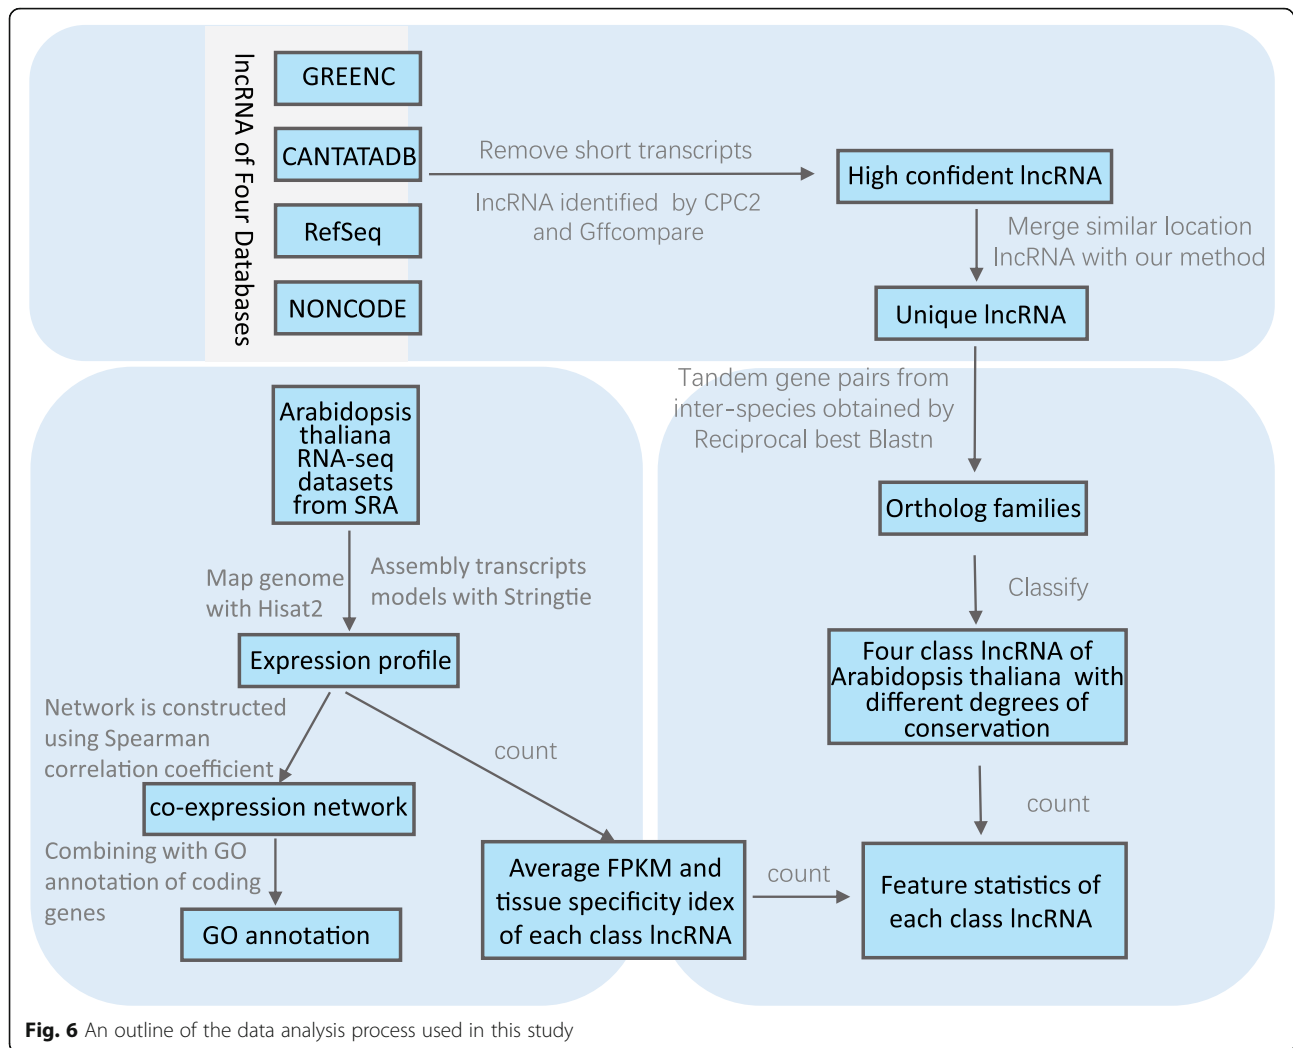 lncRNA of Four Databases
GREENC
CANTATADB
RefSeq
NONCODE
Remove short transcripts
lncRNA identified by CPC2
and Gffcompare
High confident lncRNA
Merge similar location
lncRNA with our method
Unique lncRNA
Tandem gene pairs from
inter-species obtained by
Reciprocal best Blastn
Ortholog families
Classify
Four class lncRNA of
Arabidopsis thaliana with
different degrees of
conservation
count
Feature statistics of
each class lncRNA
Arabidopsis
thaliana
RNA-seq
datasets
from SRA
Map genome
with Hisat2
Assembly transcripts
models with Stringtie
Expression profile
Network is constructed
using Spearman
correlation coefficient
count
co-expression network
Combining with GO
annotation of coding
genes
GO annotation
Average FPKM and
tissue specificity idex
of each class lncRNA
count
Fig. 6 An outline of the data analysis process used in this study